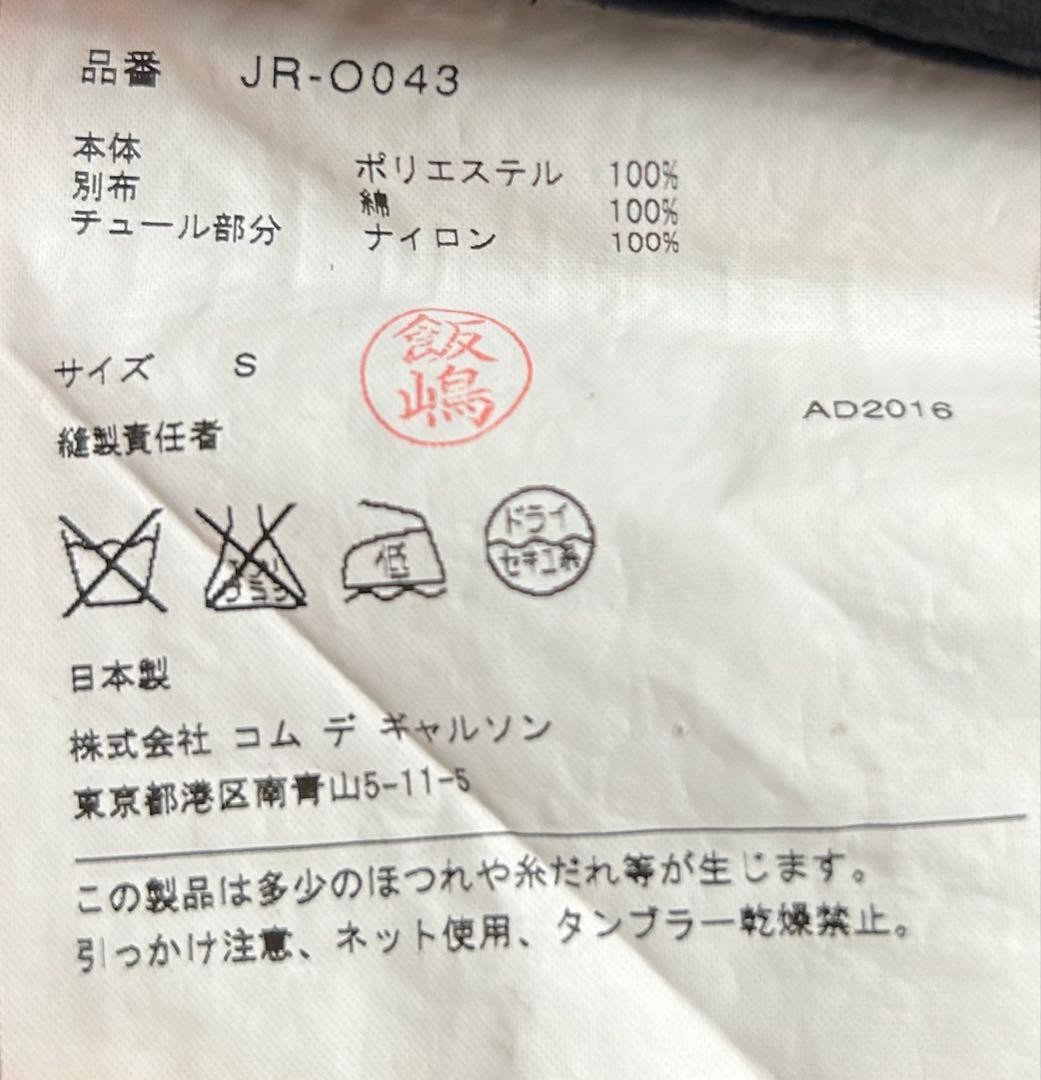 品番 JR-O043
本体 ポリエステル 100%
別布 綿 100%
チュール部分 ナイロン 100%
飯嶋
サイズ S
AD2016
縫製責任者
低
ドライ
セキユ系
日本製
株式会社 コム デ ギャルソン
東京都港区南青山5-11-5
この製品は多少のほつれや糸だれ等が生じます。
引っかけ注意、ネット使用、タンブラー乾燥禁止。